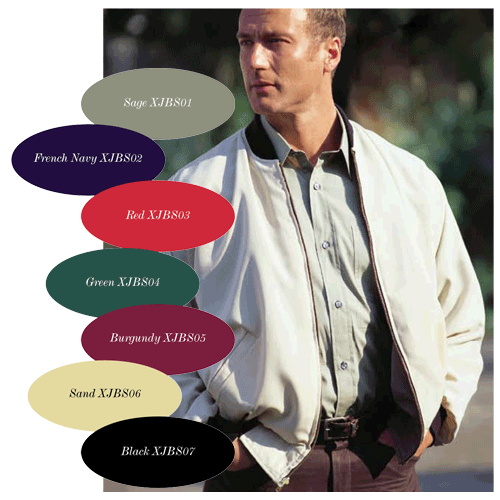 Sage XJBS01
French Navy XJBS02
Red XJBS03
Green XJBS04
Burgundy XJBS05
Sand XJBS06
Black XJBS07